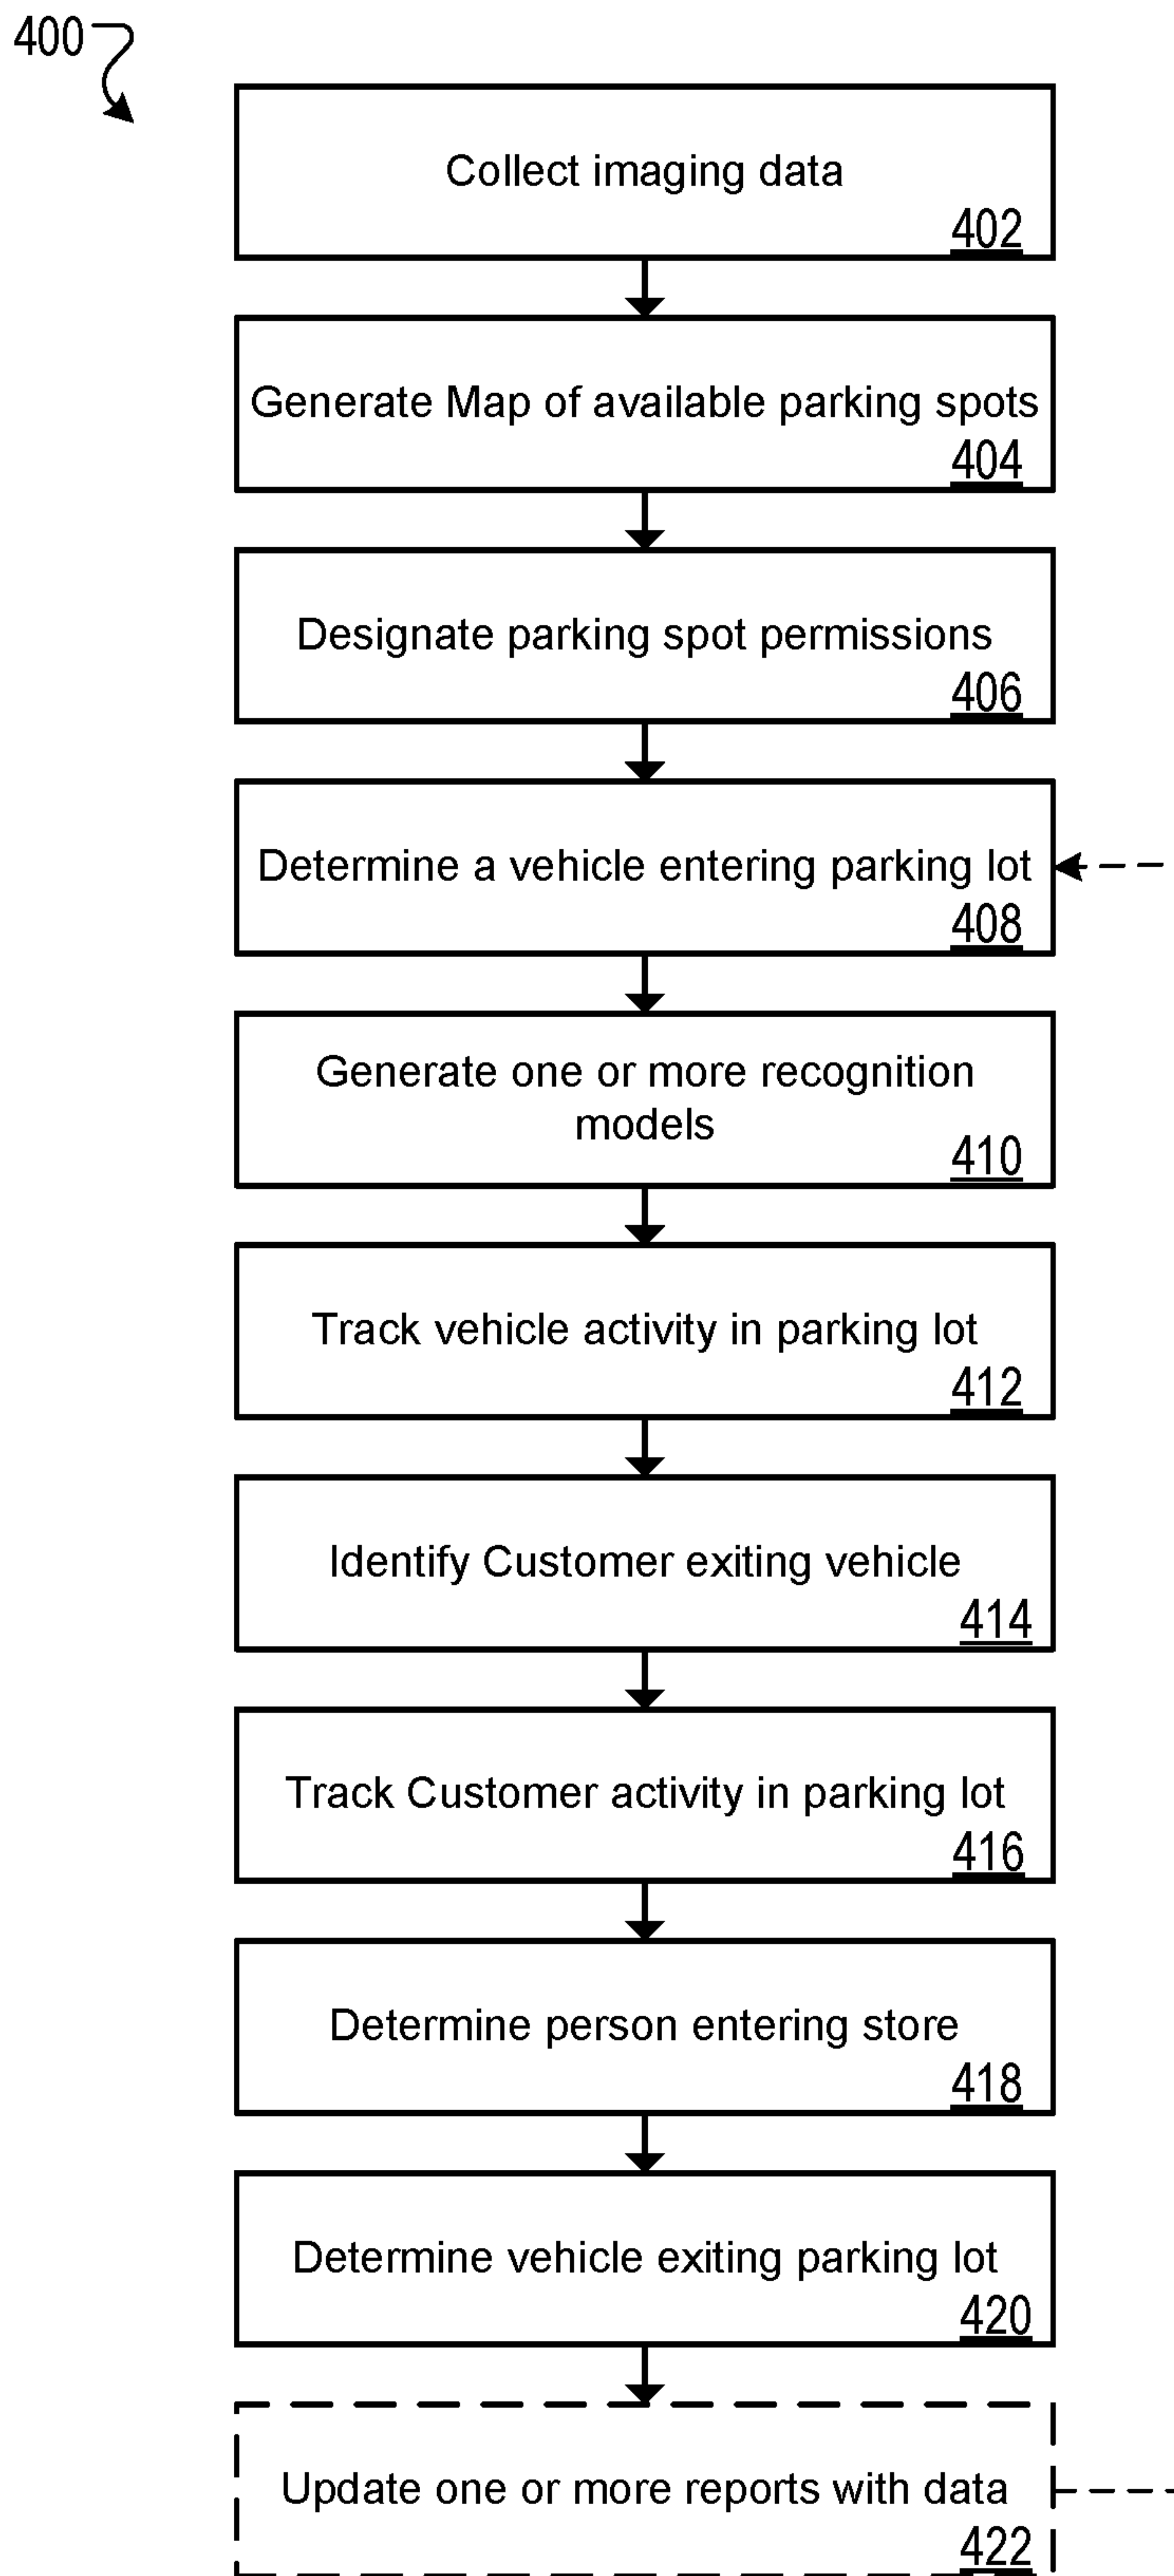 400
Collect imaging data
402
Generate Map of available parking spots
404
Designate parking spot permissions
406
Determine a vehicle entering parking lot
408
Generate one or more recognition
models
410
Track vehicle activity in parking lot
412
Identify Customer exiting vehicle
414
Track Customer activity in parking lot
416
Determine person entering store
418
Determine vehicle exiting parking lot
420
Update one or more reports with data
422